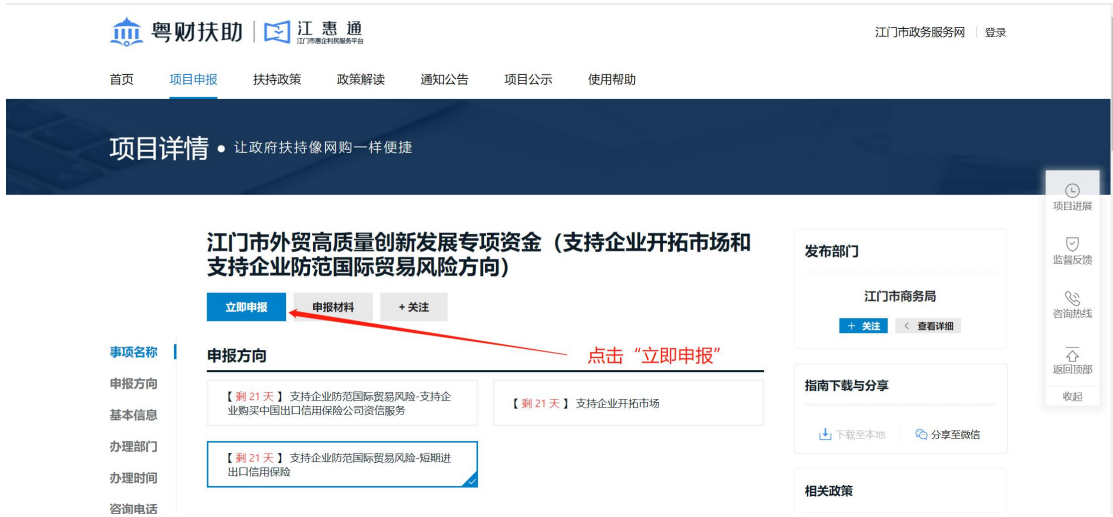 粤财扶助
江惠通
江门市惠企利民服务平台
江门市政务服务网
登录
首页
项目申报
扶持政策
政策解读
通知公告
项目公示
使用帮助
项目详情 • 让政府扶持像网购一样便捷
项目进展
监督反馈
咨询热线
返回顶部
收起
江门市外贸高质量创新发展专项资金（支持企业开拓市场和
支持企业防范国际贸易风险方向）
立即申报
申报材料
+ 关注
点击“立即申报”
事项名称
申报方向
基本信息
办理部门
办理时间
咨询电话
申报方向
【 剩 21 天 】 支持企业防范国际贸易风险-支持企
业购买中国出口信用保险公司资信服务
【 剩 21 天 】 支持企业开拓市场
【 剩 21 天 】 支持企业防范国际贸易风险-短期进
出口信用保险
发布部门
江门市商务局
+ 关注
< 查看详细
指南下载与分享
下载至本地
分享至微信
相关政策